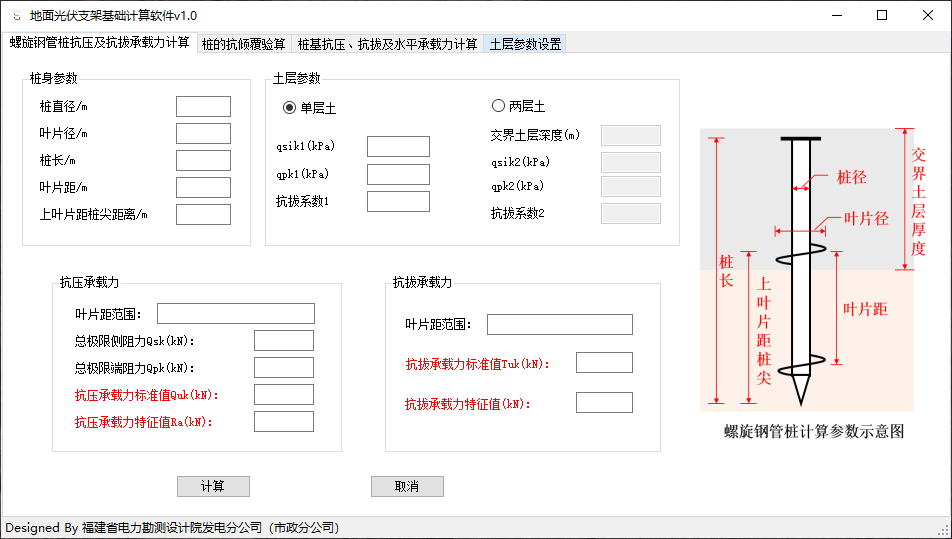 地面光伏支架基础计算软件v1.0
螺旋钢管桩抗压及抗拔承载力计算 桩的抗倾覆验算 桩基抗压、抗拔及水平承载力计算 土层参数设置
桩身参数
桩直径/m
叶片径/m
桩长/m
叶片距/m
上叶片距桩尖距离/m
土层参数
单层土
qsik1(kPa)
qpk1(kPa)
抗拔系数1
两层土
交界土层深度(m)
qsik2(kPa)
qpk2(kPa)
抗拔系数2
抗压承载力
叶片距范围:
总极限侧阻力Qsk(kN):
总极限端阻力Qpk(kN):
抗压承载力标准值Quk(kN):
抗压承载力特征值Ra(kN):
抗拔承载力
叶片距范围:
抗拔承载力标准值Tuk(kN):
抗拔承载力特征值(kN):
计算
取消
桩径
叶片径
交界土层厚度
桩长
上叶片距桩尖
叶片距
螺旋钢管桩计算参数示意图
Designed By 福建省电力勘测设计院发电分公司（市政分公司）